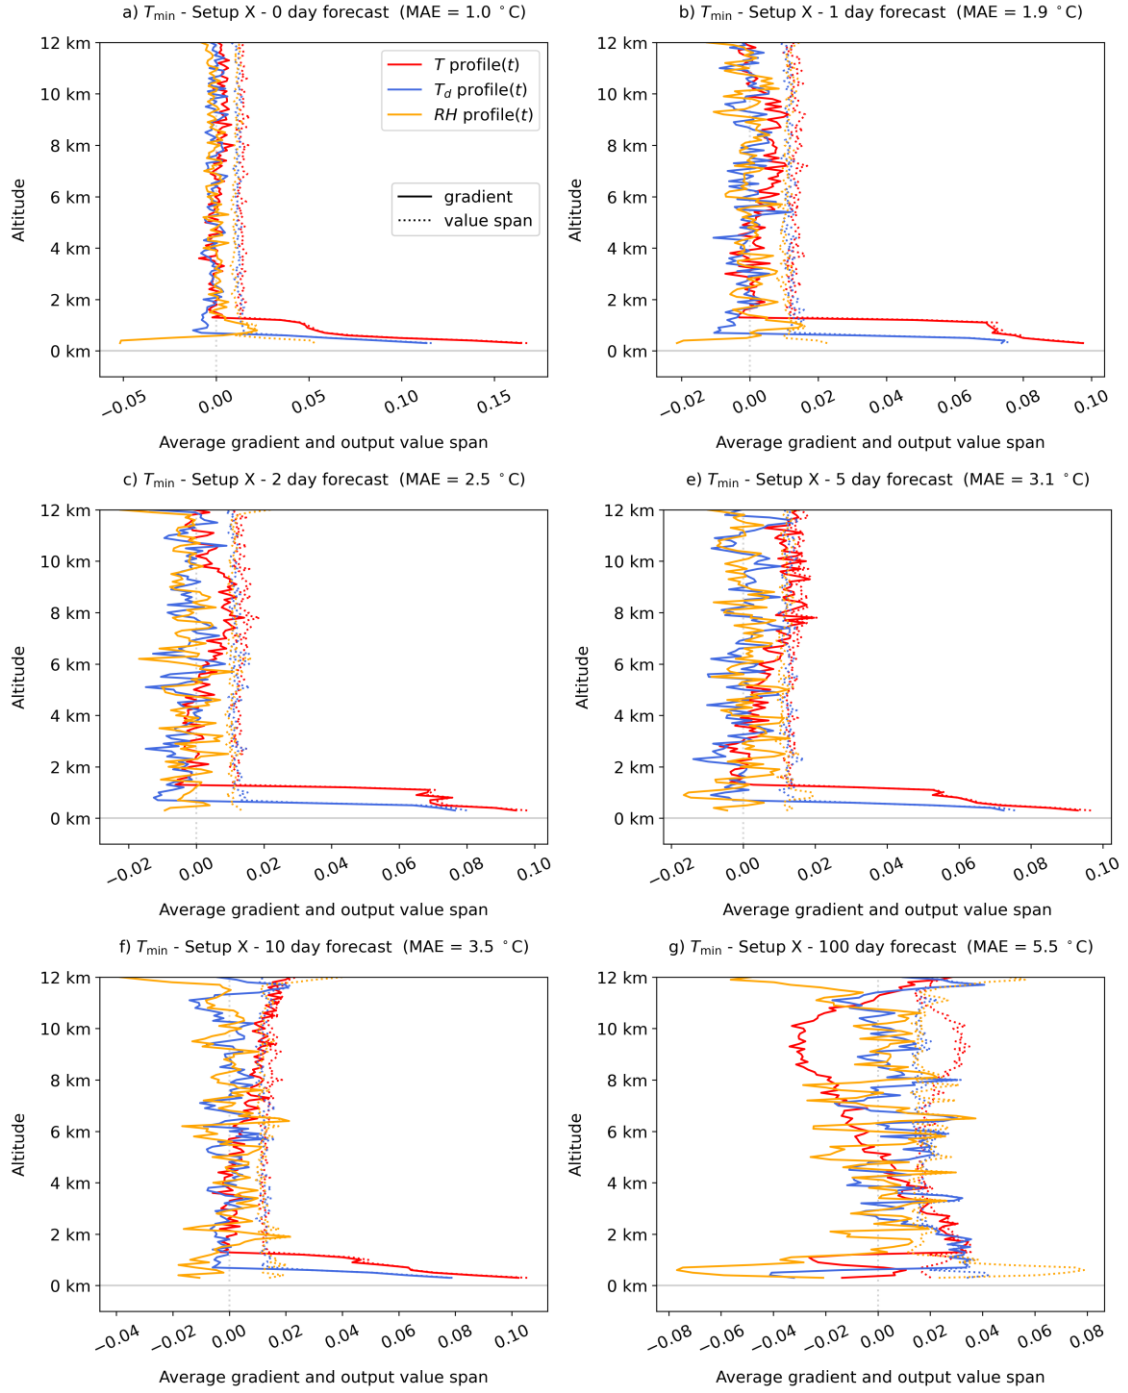 a) Tmin - Setup X - 0 day forecast (MAE = 1.0 °C)
12 km
10 km
8 km
6 km
4 km
2 km
0 km
Altitude
T profile(t)
Td profile(t)
RH profile(t)
gradient
value span
−0.05
0.00
0.05
0.10
0.15
Average gradient and output value span
b) Tmin - Setup X - 1 day forecast (MAE = 1.9 °C)
12 km
10 km
8 km
6 km
4 km
2 km
0 km
Altitude
−0.02
0.00
0.02
0.04
0.06
0.08
0.10
Average gradient and output value span
c) Tmin - Setup X - 2 day forecast (MAE = 2.5 °C)
12 km
10 km
8 km
6 km
4 km
2 km
0 km
Altitude
−0.02
0.00
0.02
0.04
0.06
0.08
0.10
Average gradient and output value span
e) Tmin - Setup X - 5 day forecast (MAE = 3.1 °C)
12 km
10 km
8 km
6 km
4 km
2 km
0 km
Altitude
−0.02
0.00
0.02
0.04
0.06
0.08
0.10
Average gradient and output value span
f) Tmin - Setup X - 10 day forecast (MAE = 3.5 °C)
12 km
10 km
8 km
6 km
4 km
2 km
0 km
Altitude
−0.04
−0.02
0.00
0.02
0.04
0.06
0.08
0.10
Average gradient and output value span
g) Tmin - Setup X - 100 day forecast (MAE = 5.5 °C)
12 km
10 km
8 km
6 km
4 km
2 km
0 km
Altitude
−0.08
−0.06
−0.04
−0.02
0.00
0.02
0.04
0.06
0.08
Average gradient and output value span